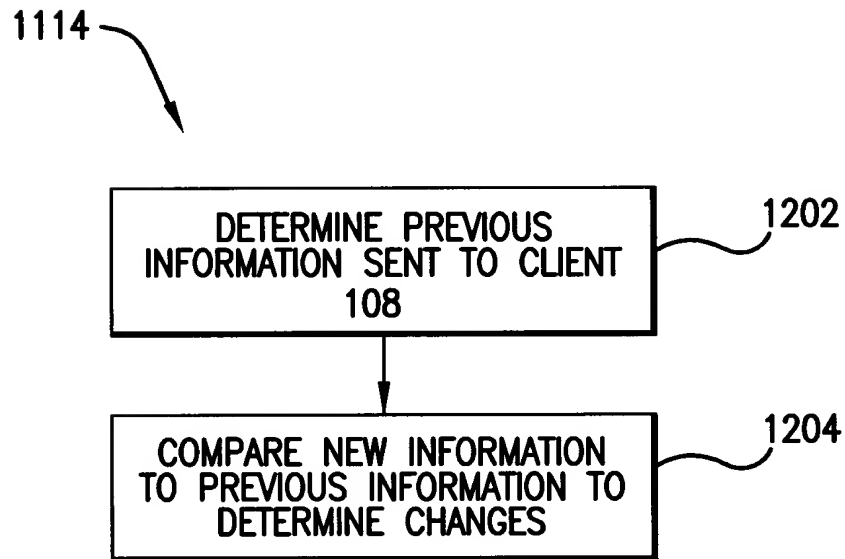 1114
DETERMINE PREVIOUS
INFORMATION SENT TO CLIENT
108
1202
COMPARE NEW INFORMATION
TO PREVIOUS INFORMATION TO
DETERMINE CHANGES
1204